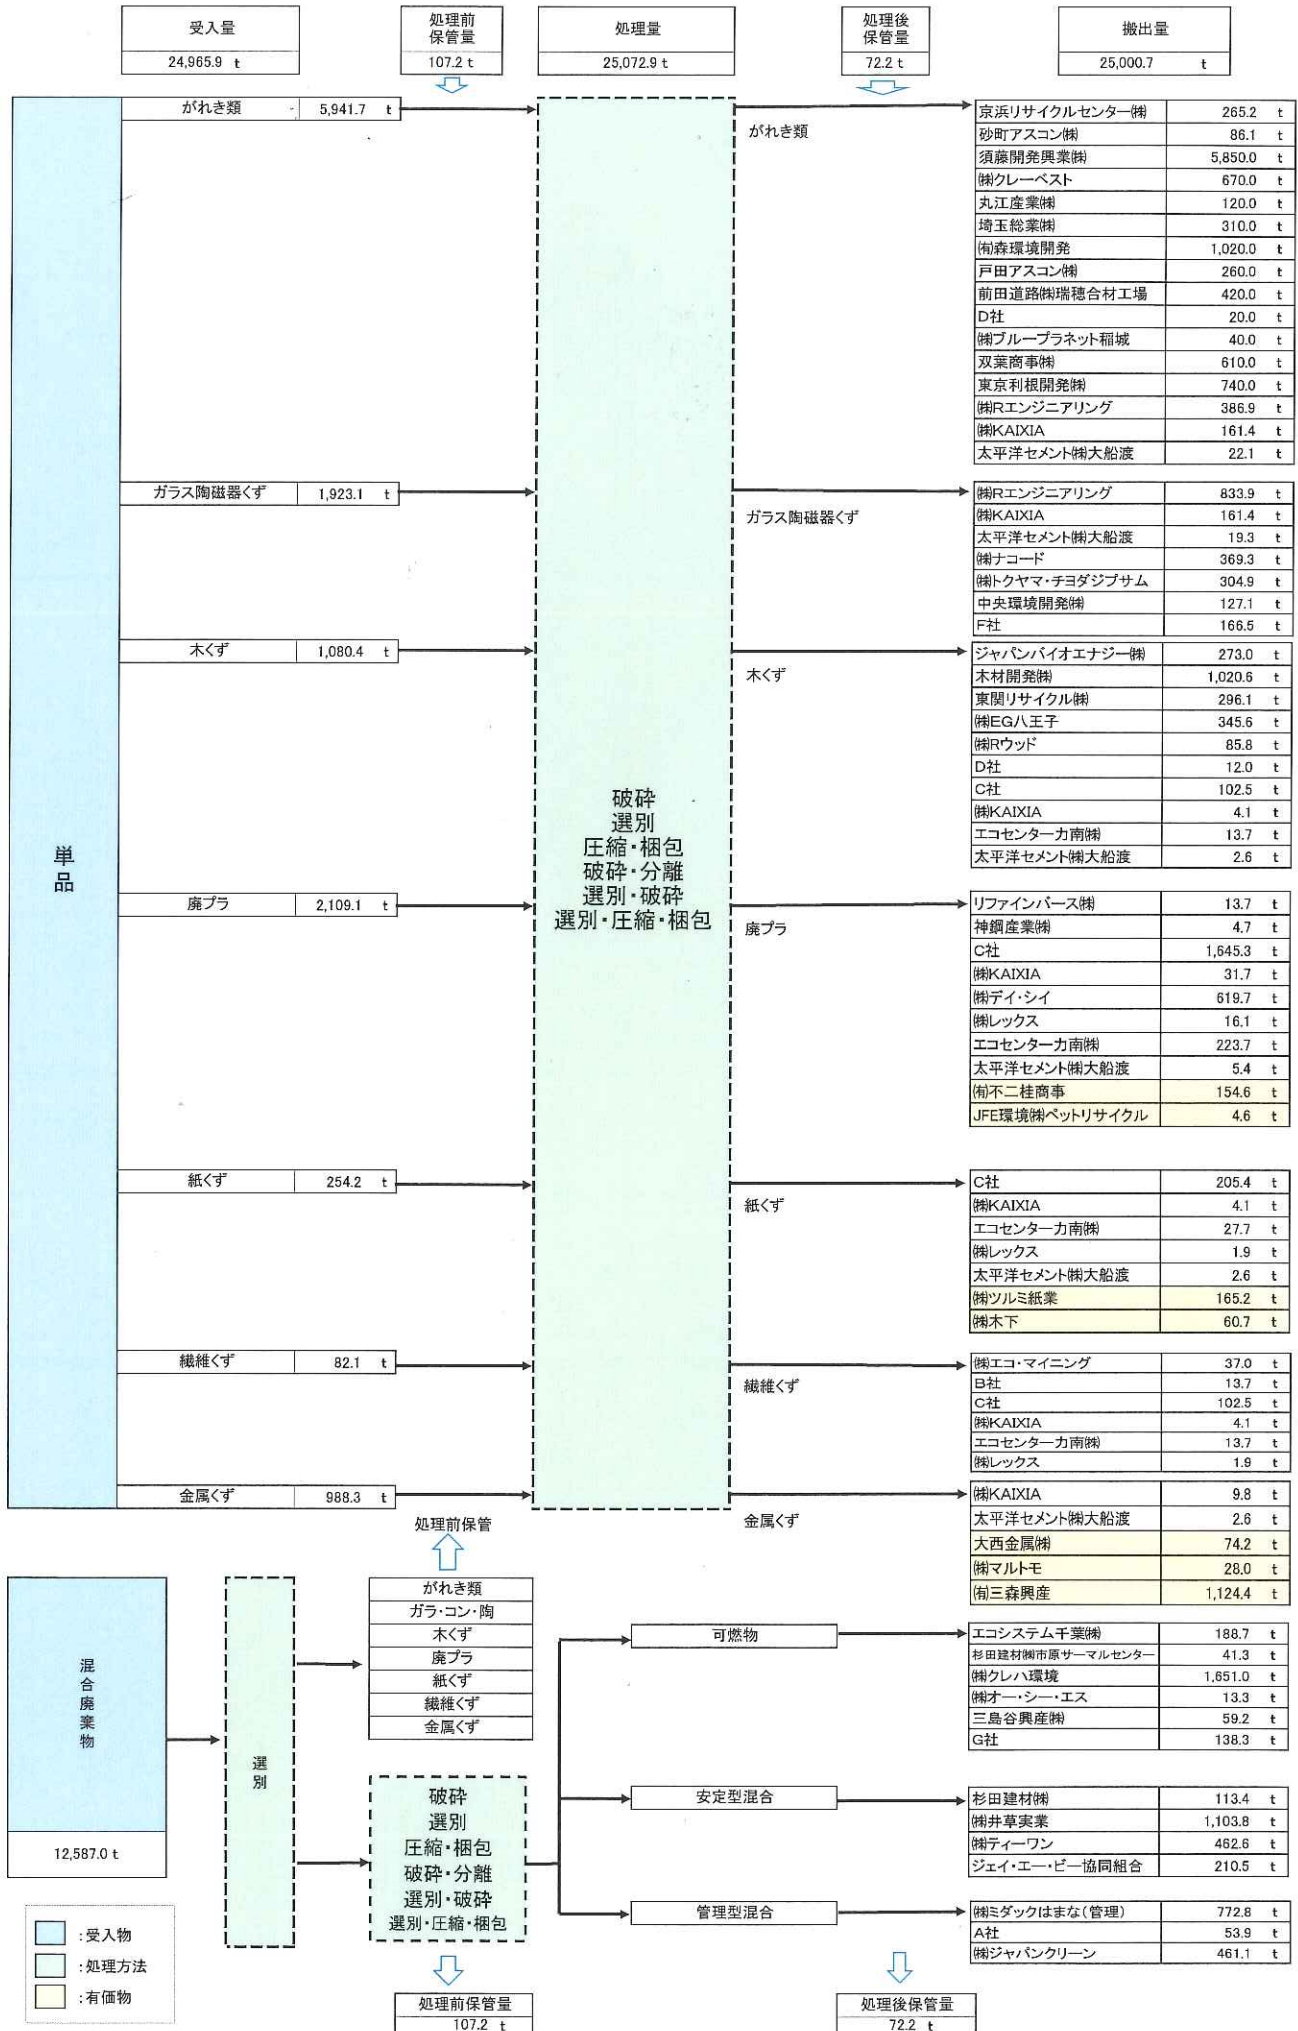 受入量
24,965.9 t
処理前
保管量
107.2 t
処理量
25,072.9 t
処理後
保管量
72.2 t
搬出量
25,000.7 t
単品
がれき類 5,941.7 t
がれき類
京浜リサイクルセンター㈱ 265.2 t
砂町アスコン㈱ 86.1 t
須藤開発興業㈱ 5,850.0 t
㈱クレーベスト 670.0 t
丸江産業㈱ 120.0 t
埼玉総業㈱ 310.0 t
㈲森環境開発 1,020.0 t
戸田アスコン㈱ 260.0 t
前田道路㈱瑞穂合材工場 420.0 t
D社 20.0 t
㈱ブループラネット稲城 40.0 t
双葉商事㈱ 610.0 t
東京利根開発㈱ 740.0 t
㈱Rエンジニアリング 386.9 t
㈱KAIXIA 161.4 t
太平洋セメント㈱大船渡 22.1 t
ガラス陶磁器くず 1,923.1 t
ガラス陶磁器くず
㈱Rエンジニアリング 833.9 t
㈱KAIXIA 161.4 t
太平洋セメント㈱大船渡 19.3 t
㈱ナコード 369.3 t
㈱トクヤマ・チヨダジプサム 304.9 t
中央環境開発㈱ 127.1 t
F社 166.5 t
木くず 1,080.4 t
木くず
ジャパンバイオエナジー㈱ 273.0 t
木材開発㈱ 1,020.6 t
東関リサイクル㈱ 296.1 t
㈱EG八王子 345.6 t
㈱Rウッド 85.8 t
D社 12.0 t
C社 102.5 t
㈱KAIXIA 4.1 t
エコセンター力南㈱ 13.7 t
太平洋セメント㈱大船渡 2.6 t
破砕
選別
圧縮・梱包
破砕・分離
選別・破砕
選別・圧縮・梱包
廃プラ 2,109.1 t
廃プラ
リファインバース㈱ 13.7 t
神鋼産業㈱ 4.7 t
C社 1,645.3 t
㈱KAIXIA 31.7 t
㈱デイ・シイ 619.7 t
㈱レックス 16.1 t
エコセンター力南㈱ 223.7 t
太平洋セメント㈱大船渡 5.4 t
㈲不二桂商事 154.6 t
JFE環境㈱ペットリサイクル 4.6 t
紙くず 254.2 t
紙くず
C社 205.4 t
㈱KAIXIA 4.1 t
エコセンター力南㈱ 27.7 t
㈱レックス 1.9 t
太平洋セメント㈱大船渡 2.6 t
㈱ツルミ紙業 165.2 t
㈱木下 60.7 t
繊維くず 82.1 t
繊維くず
㈱エコ・マイニング 37.0 t
B社 13.7 t
C社 102.5 t
㈱KAIXIA 4.1 t
エコセンター力南㈱ 13.7 t
㈱レックス 1.9 t
金属くず 988.3 t
金属くず
㈱KAIXIA 9.8 t
太平洋セメント㈱大船渡 2.6 t
大西金属㈱ 74.2 t
㈱マルトモ 28.0 t
㈲三森興産 1,124.4 t
処理前保管
混合廃棄物
12,587.0 t
選別
がれき類
ガラ・コン・陶
木くず
廃プラ
紙くず
繊維くず
金属くず
破砕
選別
圧縮・梱包
破砕・分離
選別・破砕
選別・圧縮・梱包
可燃物
エコシステム千葉㈱ 188.7 t
杉田建材㈱市原サーマルセンター 41.3 t
㈱クレハ環境 1,651.0 t
㈱オー・シー・エス 13.3 t
三島谷興産㈱ 59.2 t
G社 138.3 t
安定型混合
杉田建材㈱ 113.4 t
㈱井草実業 1,103.8 t
㈱ティーワン 462.6 t
ジェイ・エー・ビー協同組合 210.5 t
管理型混合
㈱ミダックはまな(管理) 772.8 t
A社 53.9 t
㈱ジャパンクリーン 461.1 t
:受入物
:処理方法
:有価物
処理前保管量
107.2 t
処理後保管量
72.2 t